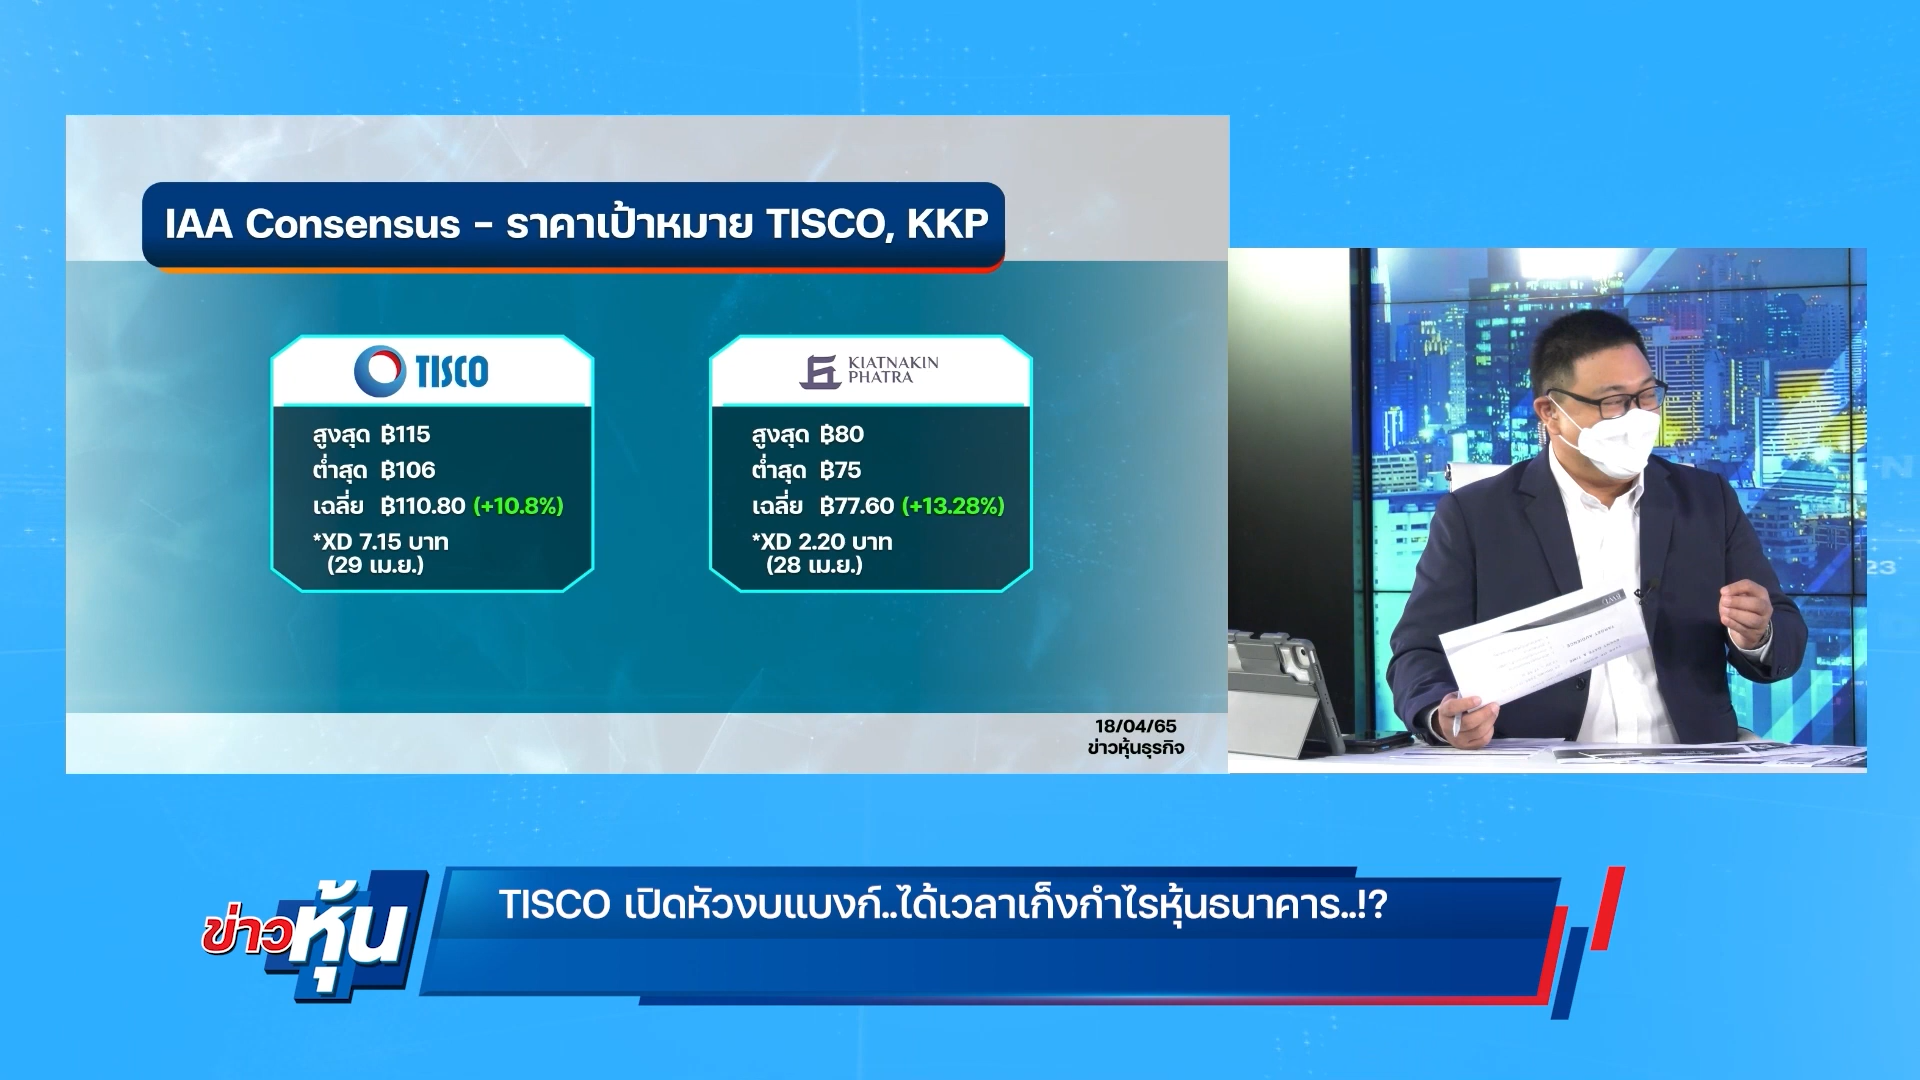 IAA Consensus - ราคาเป้าหมาย TISCO, KKP
TISCO
สูงสุด ฿115
ต่ำสุด ฿106
เฉลี่ย ฿110.80 (+10.8%)
*XD 7.15 บาท
(29 เม.ย.)
KIATNAKIN
PHATRA
สูงสุด ฿80
ต่ำสุด ฿75
เฉลี่ย ฿77.60 (+13.28%)
*XD 2.20 บาท
(28 เม.ย.)
18/04/65
ข่าวหุ้นธุรกิจ
TARGET AUDIENCE
23
ข่าวหุ้น
TISCO เปิดหัวงบแบงก์..ได้เวลาเก็งกำไรหุ้นธนาคาร..!?